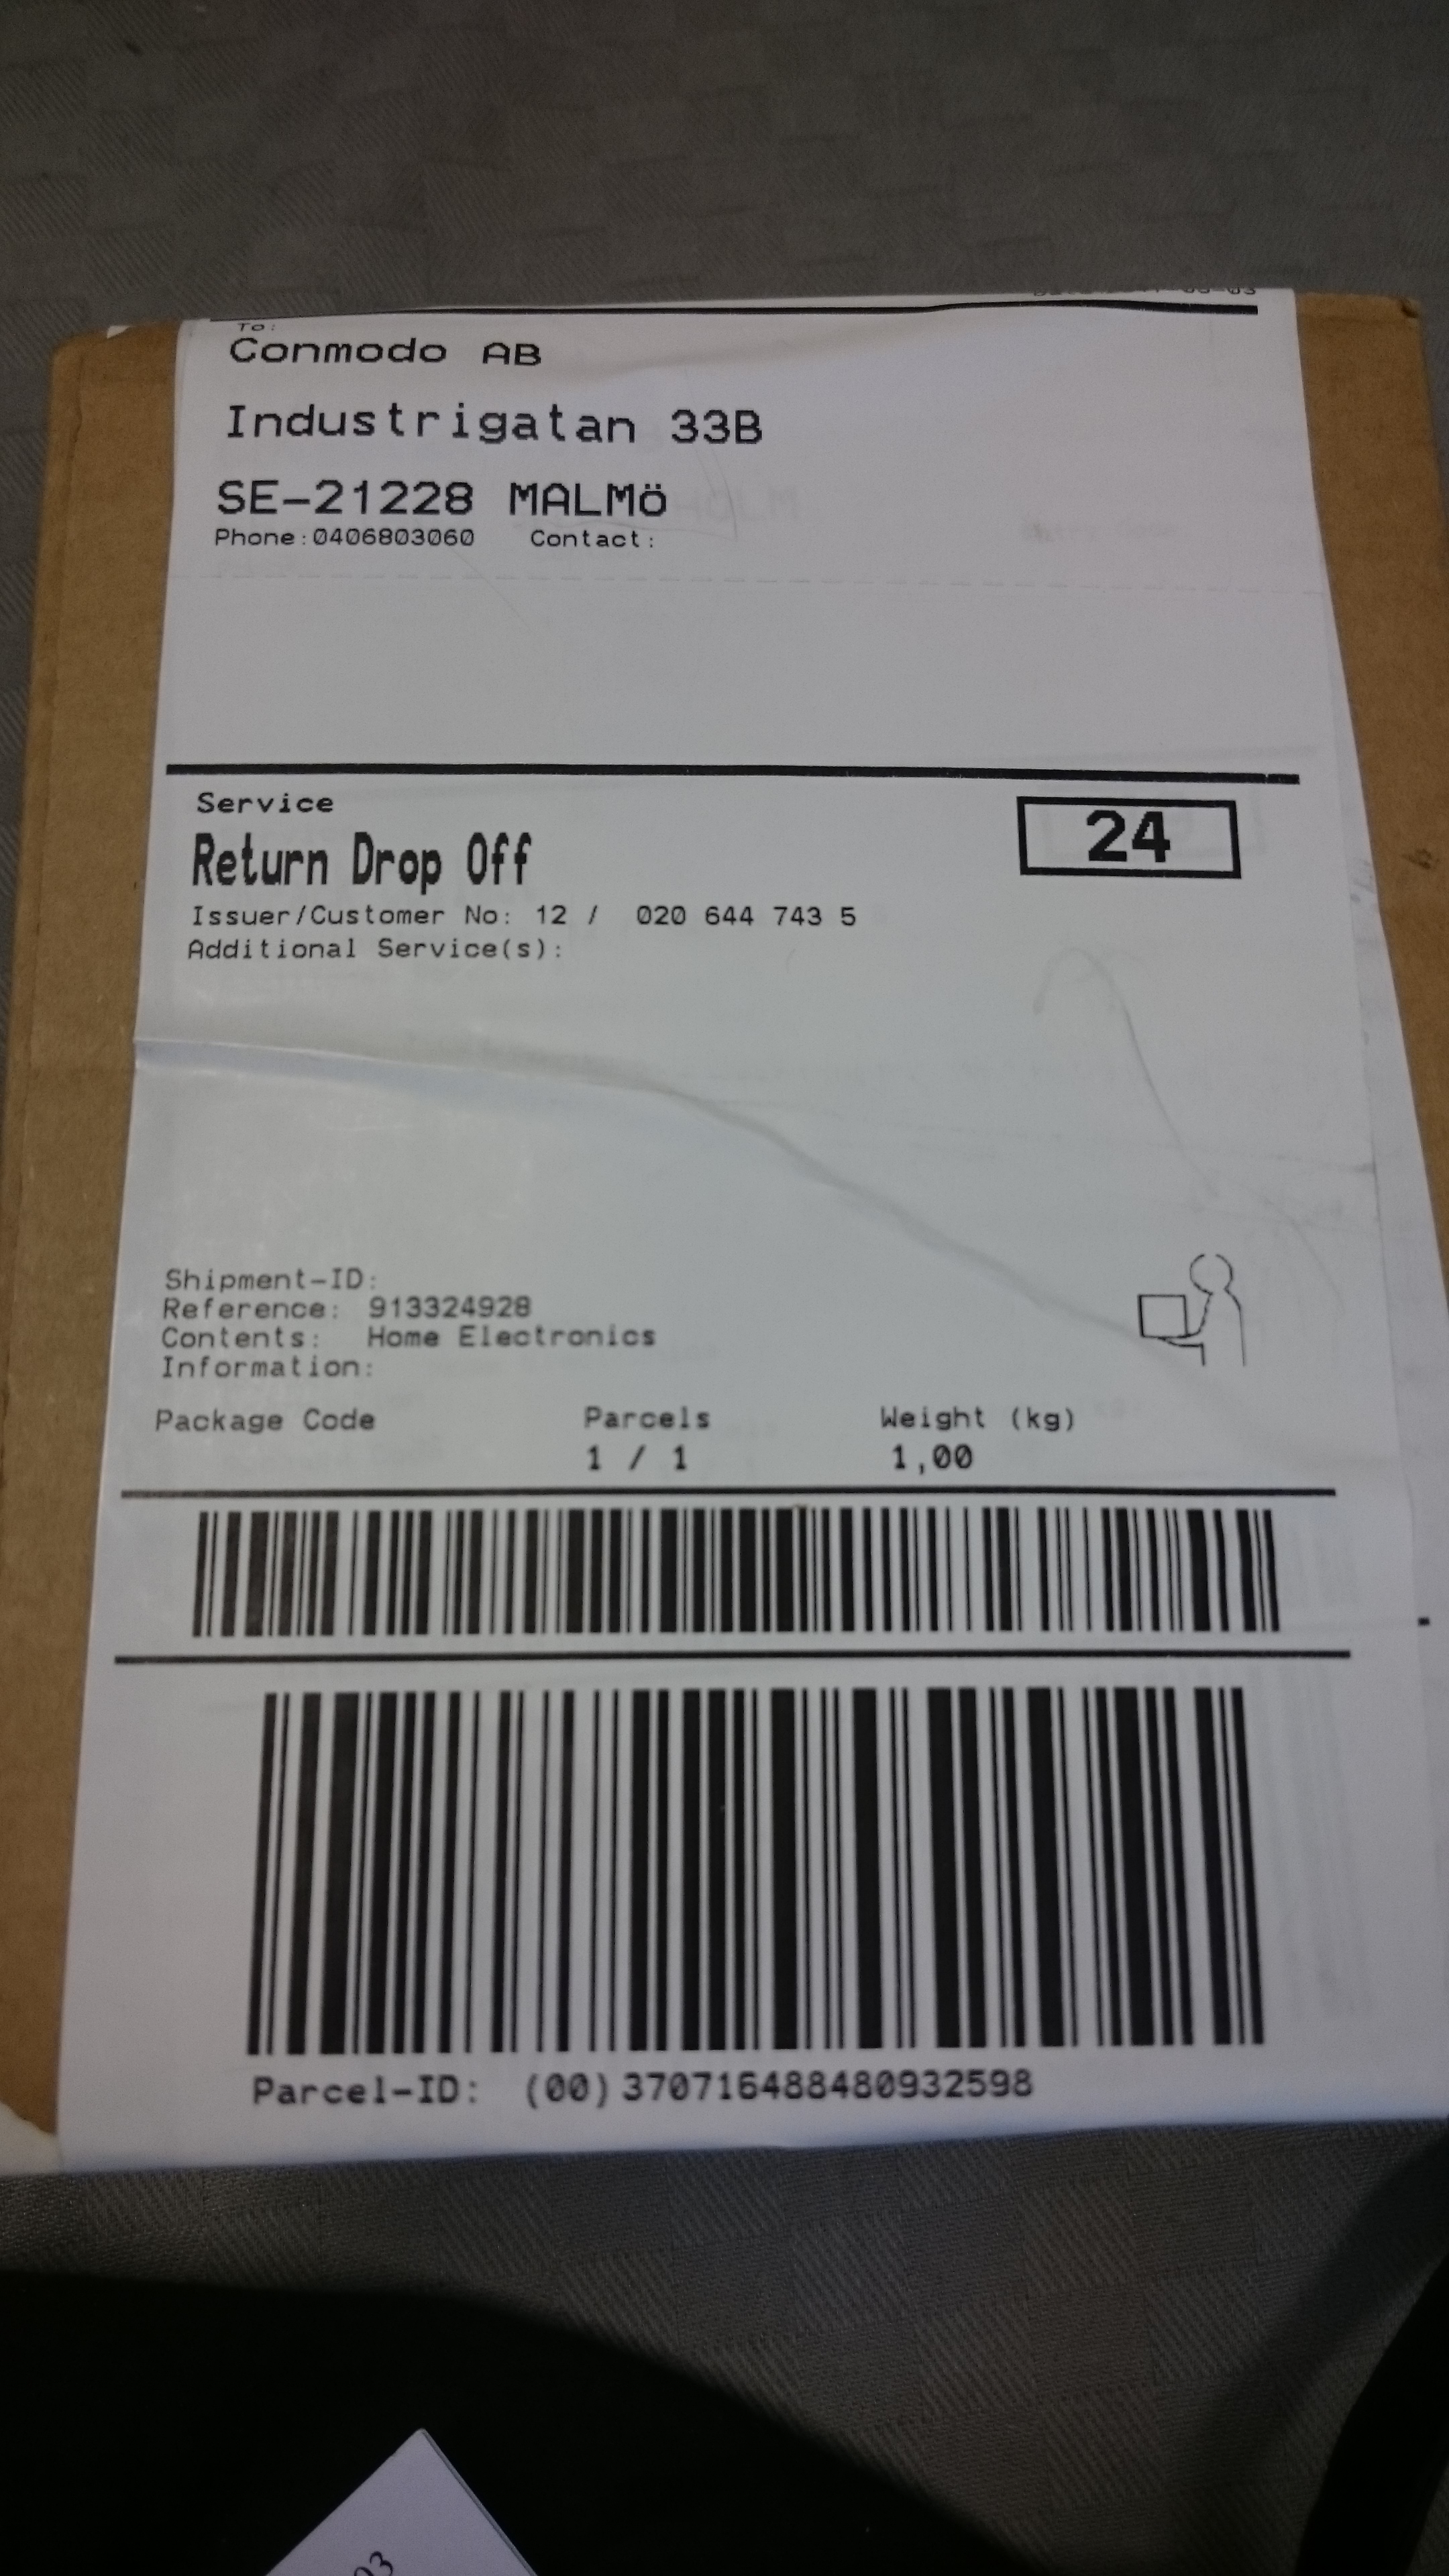 To:
Conmodo AB
Industrigatan 33B
SE-21228 MALMÖ
Phone:0406803060 Contact:
Service
Return Drop Off
24
Issuer/Customer No: 12 / 020 644 743 5
Additional Service(s):
Shipment-ID:
Reference: 913324928
Contents: Home Electronics
Information:
Package Code Parcels Weight (kg)
1 / 1 1,00
Parcel-ID: (00)370716488480932598